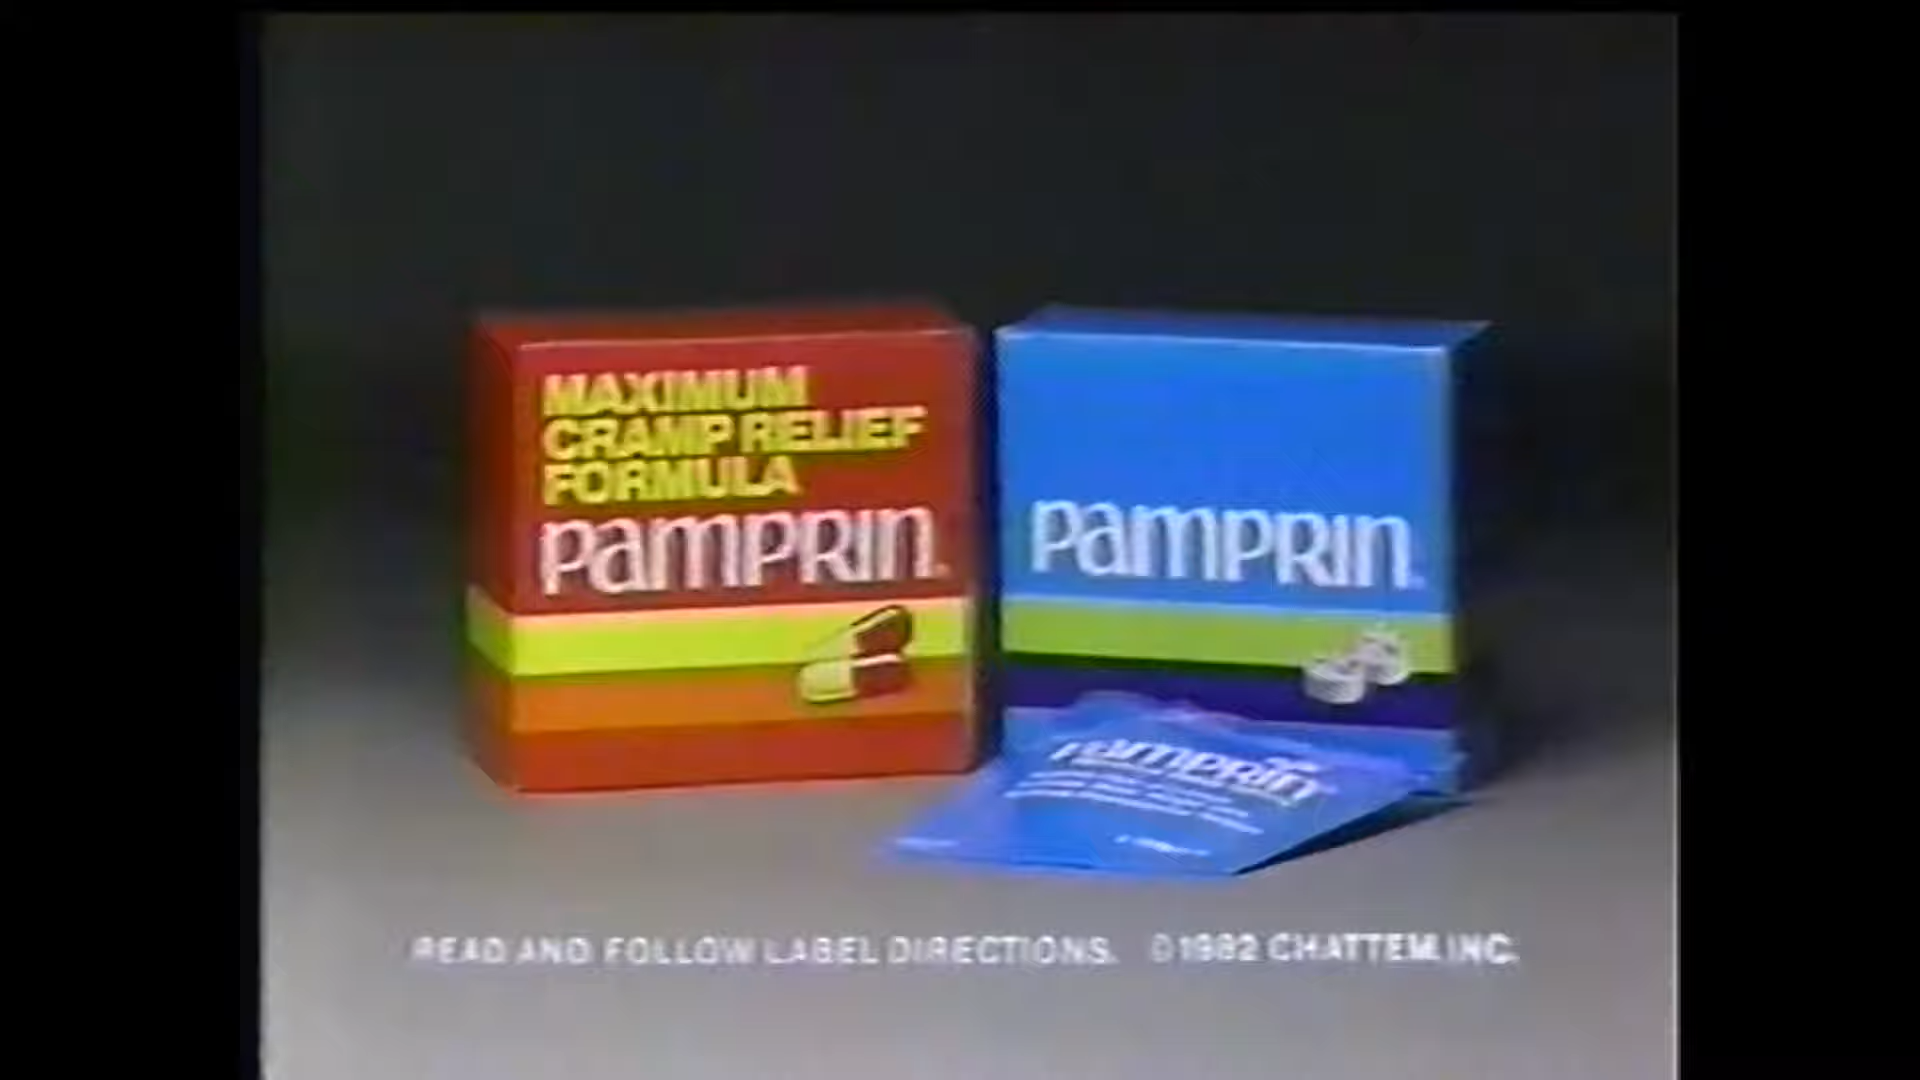 MAXIMUM
CRAMP RELIEF
FORMULA
PAMPRIN
PAMPRIN
PAMPRIN
READ AND FOLLOW LABEL DIRECTIONS. ©1982 CHATTEM, INC.